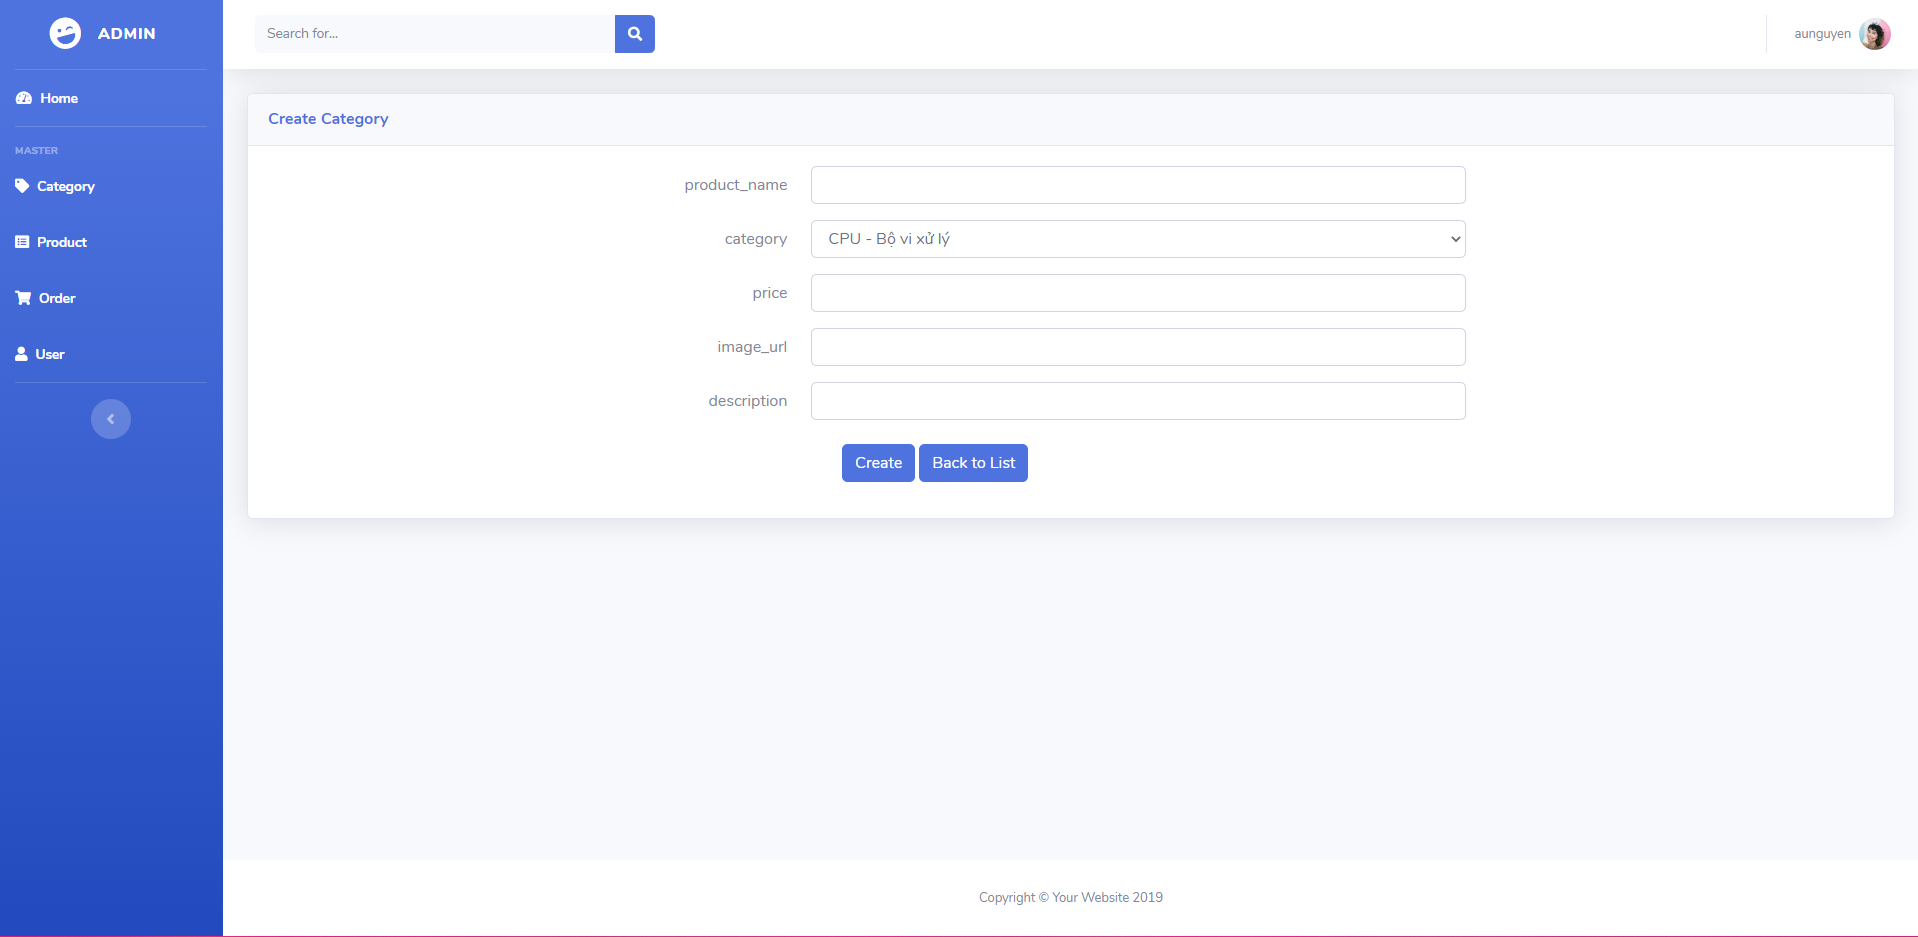 ADMIN
Search for...
aunguyen
Home
MASTER
Category
Product
Order
User
Create Category
product_name
category
CPU - Bộ vi xử lý
price
image_url
description
Create
Back to List
Copyright © Your Website 2019